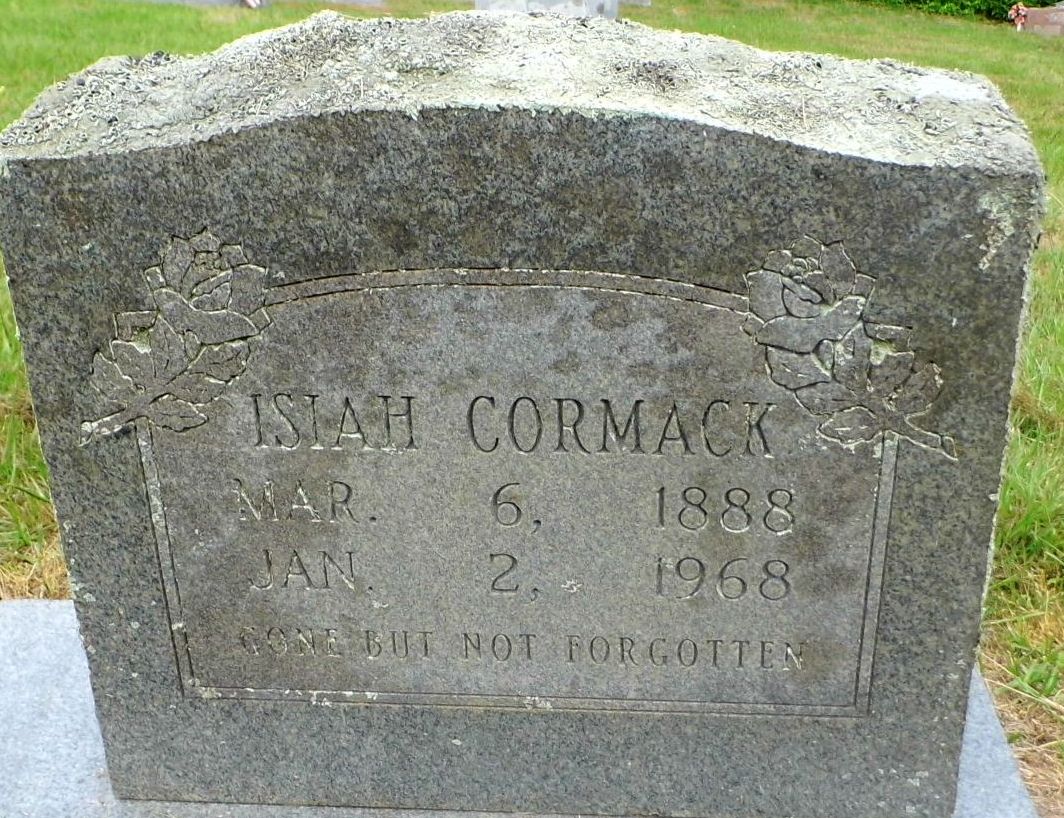 ISIAH CORMACK
MAR. 6, 1888
JAN. 2, 1968
GONE BUT NOT FORGOTTEN